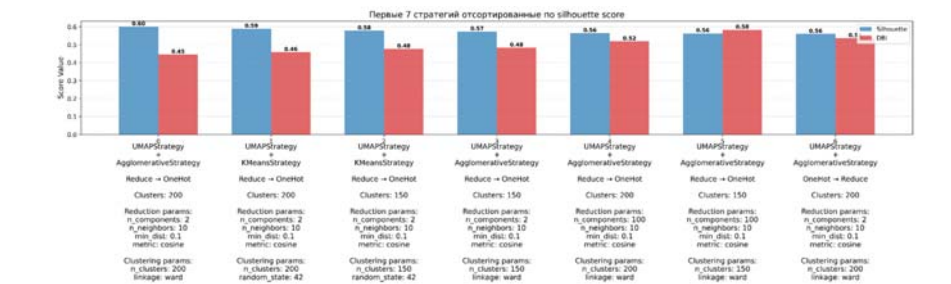 Первые 7 стратегий отсортированные по silhouette score
Score Value
0.6
0.5
0.4
0.3
0.2
0.1
0.0
0.60 0.45 0.59 0.46 0.58 0.48 0.57 0.48 0.56 0.52 0.56 0.58 0.56
Silhouette
DBI
0 1 2 3 4 5 6
UMAPStrategy UMAPStrategy UMAPStrategy UMAPStrategy UMAPStrategy UMAPStrategy UMAPStrategy
+ + + + + + +
AgglomerativeStrategy KMeansStrategy KMeansStrategy AgglomerativeStrategy AgglomerativeStrategy AgglomerativeStrategy AgglomerativeStrategy
Reduce → OneHot Reduce → OneHot Reduce → OneHot Reduce → OneHot Reduce → OneHot Reduce → OneHot OneHot → Reduce
Clusters: 200 Clusters: 200 Clusters: 150 Clusters: 150 Clusters: 200 Clusters: 150 Clusters: 200
Reduction params: Reduction params: Reduction params: Reduction params: Reduction params: Reduction params: Reduction params:
n_components: 2 n_components: 2 n_components: 2 n_components: 2 n_components: 100 n_components: 100 n_components: 2
n_neighbors: 10 n_neighbors: 10 n_neighbors: 10 n_neighbors: 10 n_neighbors: 10 n_neighbors: 10 n_neighbors: 10
min_dist: 0.1 min_dist: 0.1 min_dist: 0.1 min_dist: 0.1 min_dist: 0.1 min_dist: 0.1 min_dist: 0.1
metric: cosine metric: cosine metric: cosine metric: cosine metric: cosine metric: cosine metric: cosine
Clustering params: Clustering params: Clustering params: Clustering params: Clustering params: Clustering params: Clustering params:
n_clusters: 200 n_clusters: 200 n_clusters: 150 n_clusters: 150 n_clusters: 200 n_clusters: 150 n_clusters: 200
linkage: ward random_state: 42 random_state: 42 linkage: ward linkage: ward linkage: ward linkage: ward